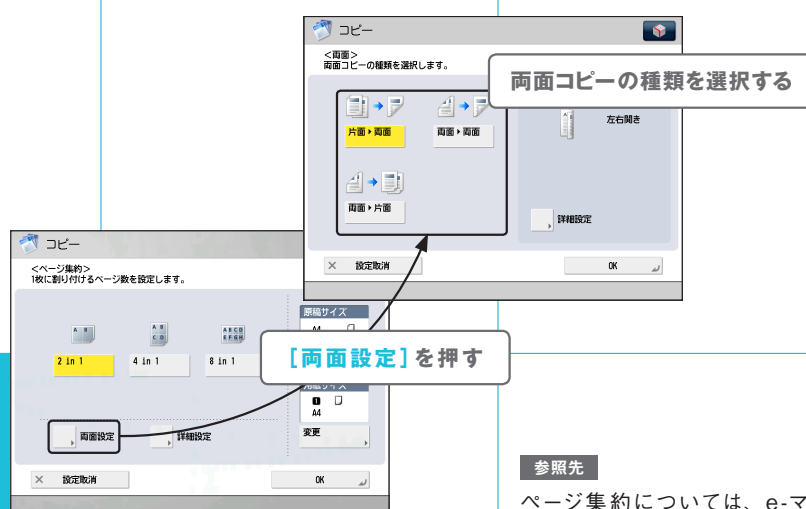 コピー
<両面>
両面コピーの種類を選択します。
両面コピーの種類を選択する
片面▸両面
両面▸両面
左右開き
両面▸片面
詳細設定
× 設定取消
OK
コピー
<ページ集約>
1枚に割り付けるページ数を設定します。
原稿サイズ
A B
A B
C D
A B C D
E F G H
2 in 1
4 in 1
8 in 1
[両面設定]を押す
1
A4
両面設定
詳細設定
変更
× 設定取消
OK
参照先
ページ集約については、e-マ